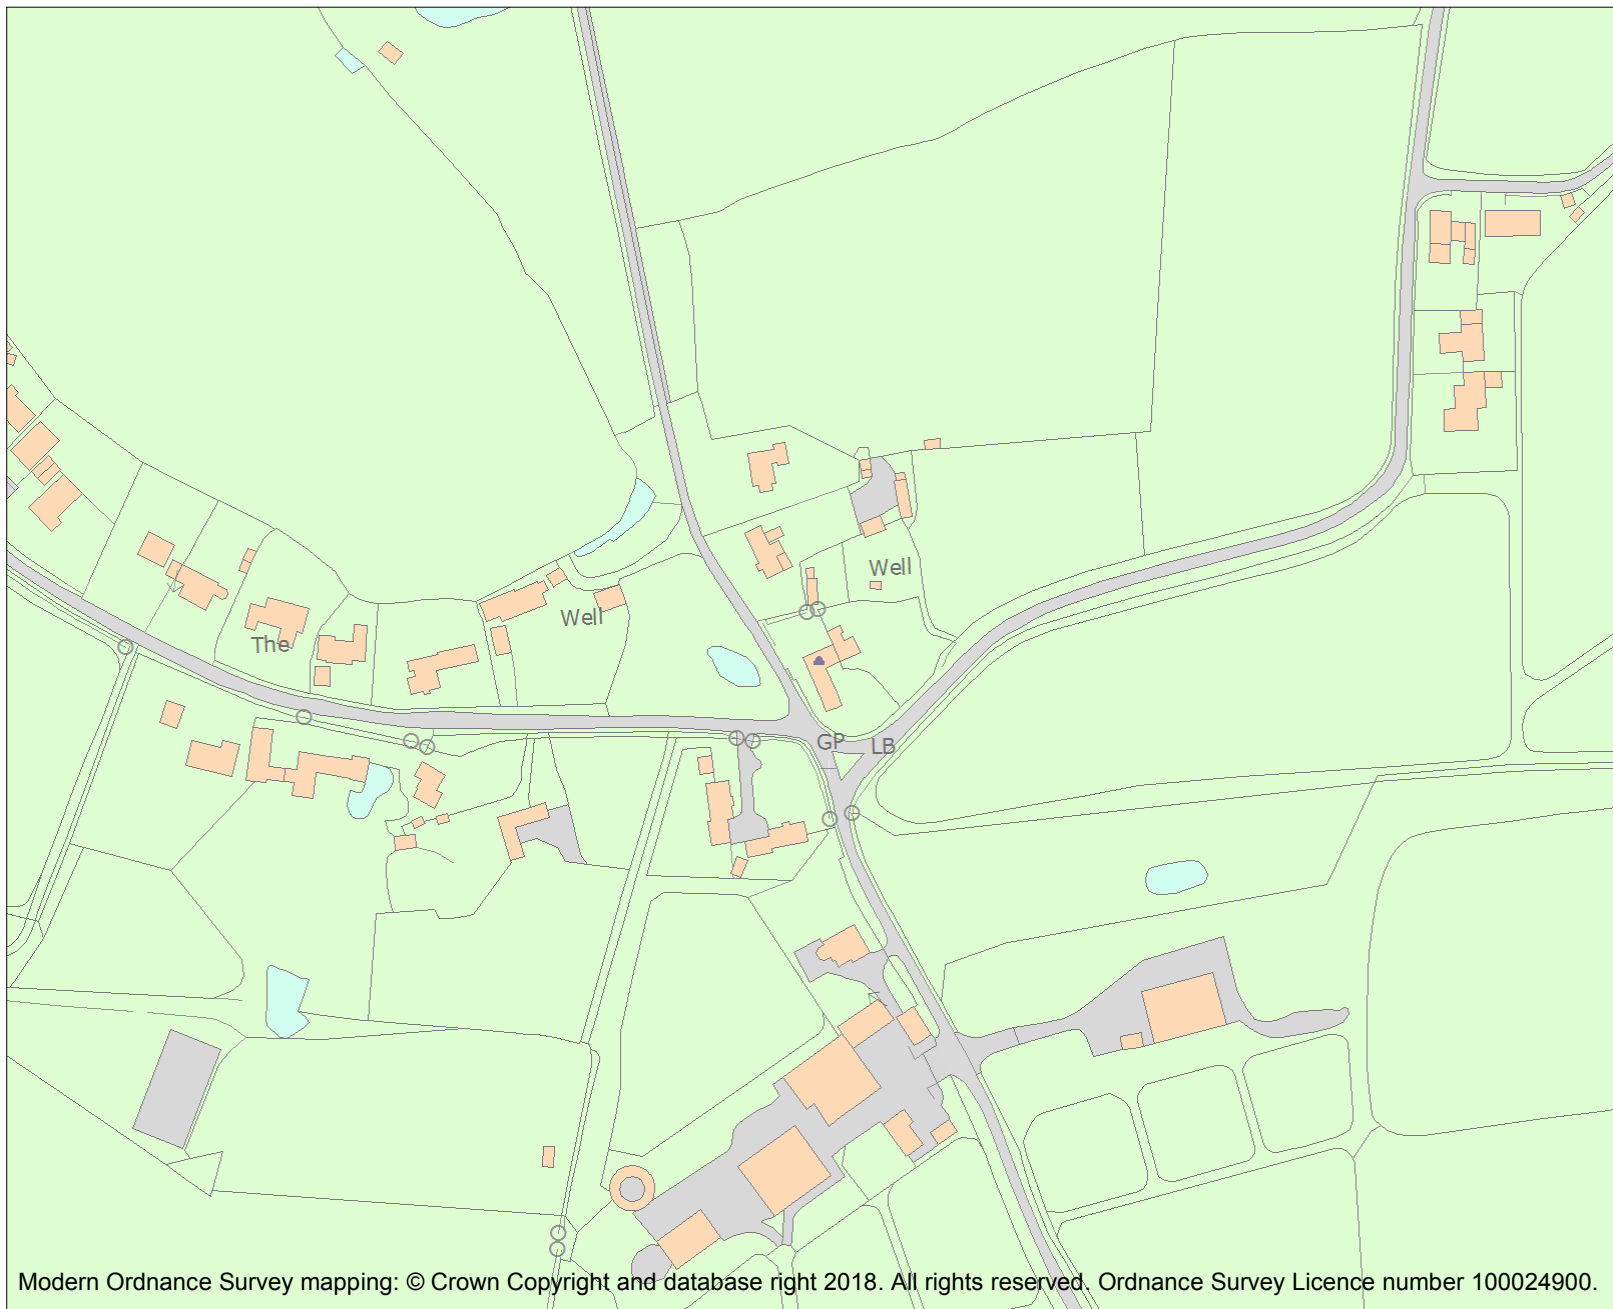 Well
Well
The
GP LB
Modern Ordnance Survey mapping: © Crown Copyright and database right 2018. All rights reserved. Ordnance Survey Licence number 100024900.